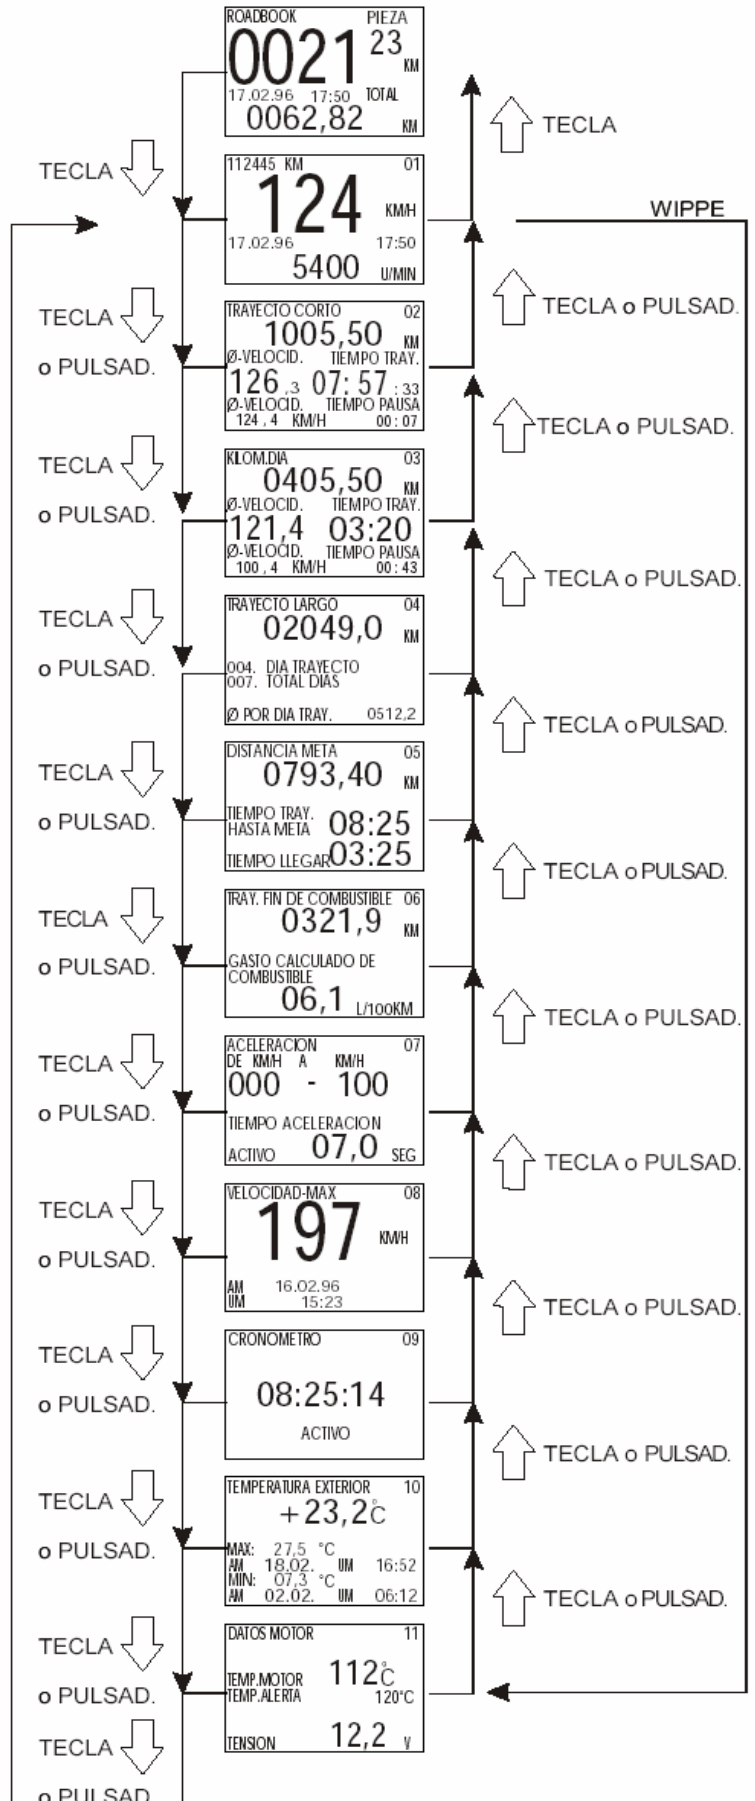 ROADBOOK PIEZA
0021 23 KM
17.02.96 17:50 TOTAL
0062,82 KM
TECLA
TECLA
112445 KM 01
124 KM/H
17.02.96 17:50
5400 U/MIN
WIPPE
TECLA
o PULSAD.
TECLA o PULSAD.
TRAYECTO CORTO 02
1005,50 KM
Ø-VELOCID. TIEMPO TRAY.
126 ,3 07:57 :33
Ø-VELOCID. TIEMPO PAUSA
124,4 KM/H 00:07
TECLA
o PULSAD.
TECLA o PULSAD.
KILOM.DIA 03
0405,50 KM
Ø-VELOCID. TIEMPO TRAY.
121,4 03:20
Ø-VELOCID. TIEMPO PAUSA
100,4 KM/H 00:43
TECLA
o PULSAD.
TECLA o PULSAD.
TRAYECTO LARGO 04
02049,0 KM
004. DIA TRAYECTO
007. TOTAL DIAS
Ø POR DIA TRAY. 0512,2
TECLA
o PULSAD.
TECLA o PULSAD.
DISTANCIA META 05
0793,40 KM
TIEMPO TRAY.
HASTA META 08:25
TIEMPO LLEGAR 03:25
TECLA
o PULSAD.
TECLA o PULSAD.
TRAY. FIN DE COMBUSTIBLE 06
0321,9 KM
GASTO CALCULADO DE
COMBUSTIBLE
06,1 L/100KM
TECLA
o PULSAD.
TECLA o PULSAD.
ACELERACION 07
DE KM/H A KM/H
000 - 100
TIEMPO ACELERACION
ACTIVO 07,0 SEG
TECLA
o PULSAD.
TECLA o PULSAD.
VELOCIDAD-MAX 08
197 KM/H
AM 16.02.96
UM 15:23
TECLA
o PULSAD.
TECLA o PULSAD.
CRONOMETRO 09
08:25:14
ACTIVO
TECLA
o PULSAD.
TECLA o PULSAD.
TEMPERATURA EXTERIOR 10
+23,2°C
MAX: 27,5 °C
AM 18.02. UM 16:52
MIN: 07,3 °C
AM 02.02. UM 06:12
TECLA
o PULSAD.
TECLA o PULSAD.
DATOS MOTOR 11
TEMP.MOTOR 112°C
TEMP.ALERTA 120°C
TENSION 12,2 V
TECLA
o PULSAD.